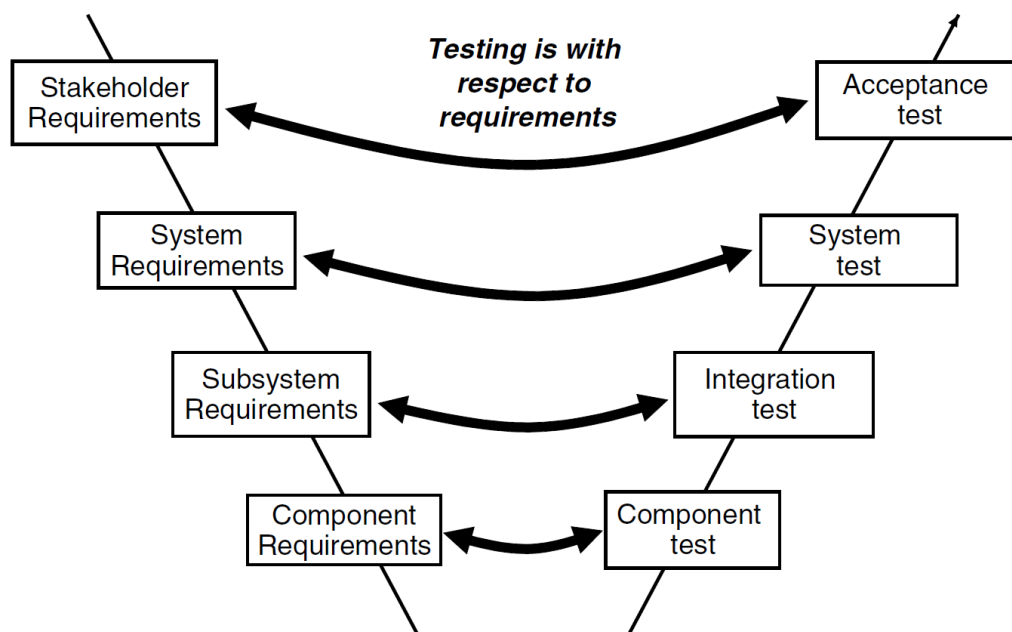 Testing is with
respect to
requirements
Stakeholder
Requirements
Acceptance
test
System
Requirements
System
test
Subsystem
Requirements
Integration
test
Component
Requirements
Component
test